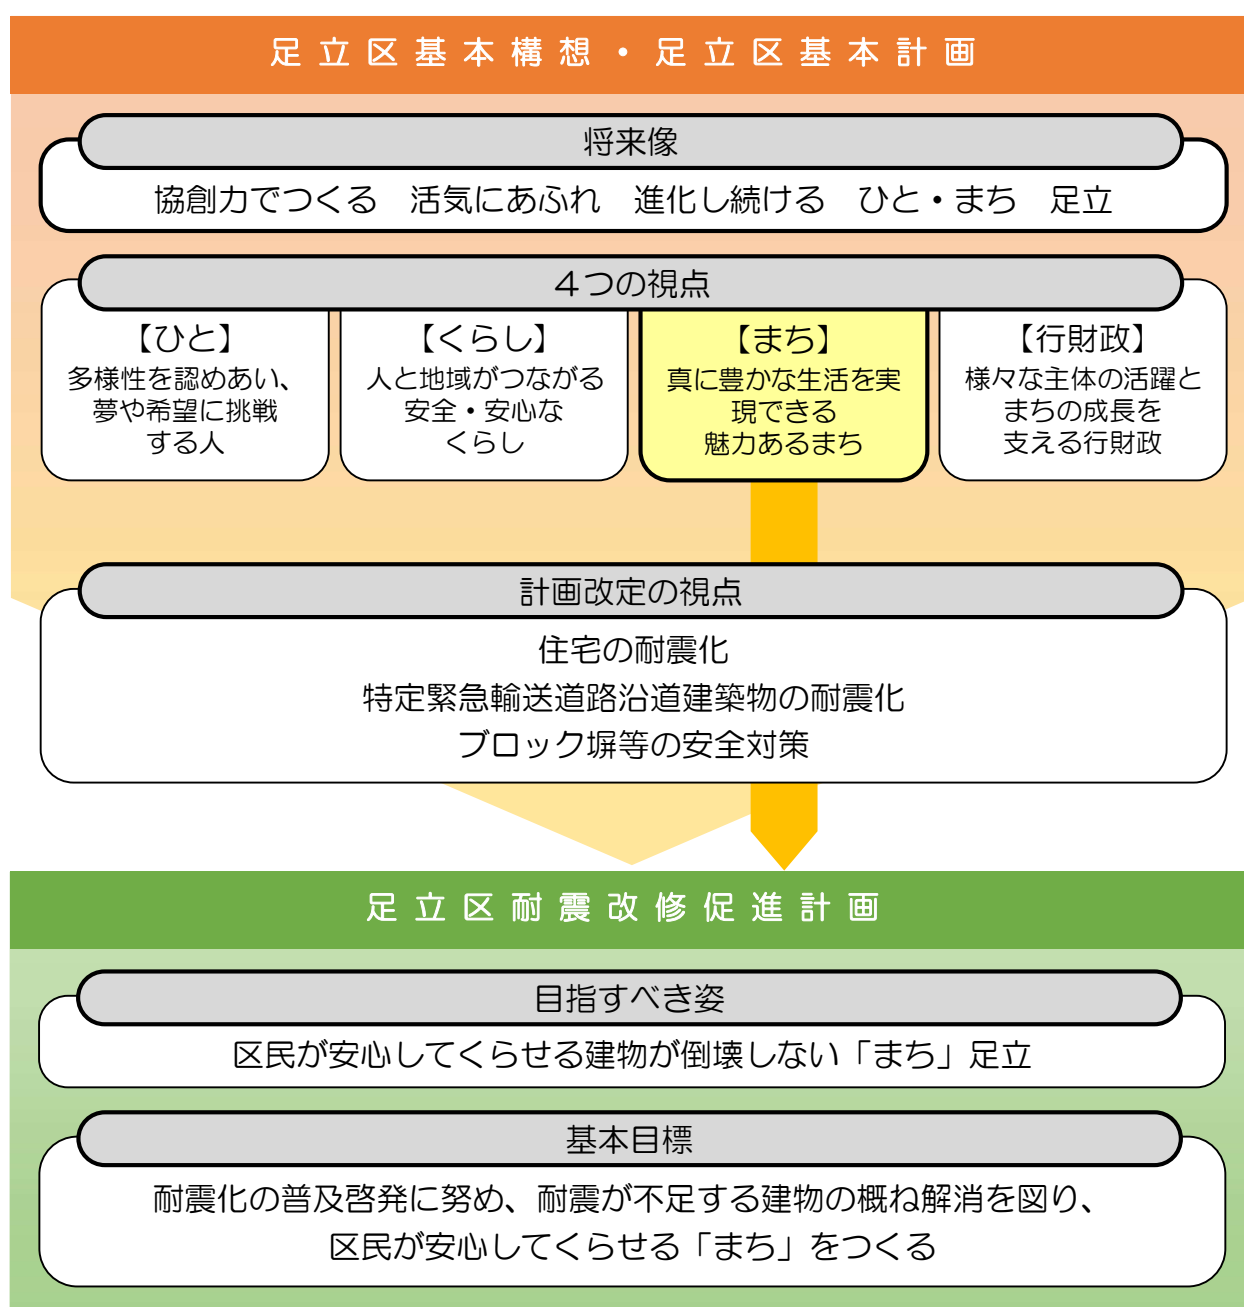 足立区基本構想・足立区基本計画
将来像
協創力でつくる　活気にあふれ　進化し続ける　ひと・まち　足立
４つの視点
【ひと】
多様性を認めあい、
夢や希望に挑戦
する人
【くらし】
人と地域がつながる
安全・安心な
くらし
【まち】
真に豊かな生活を実
現できる
魅力あるまち
【行財政】
様々な主体の活躍と
まちの成長を
支える行財政
計画改定の視点
住宅の耐震化
特定緊急輸送道路沿道建築物の耐震化
ブロック塀等の安全対策
足立区耐震改修促進計画
目指すべき姿
区民が安心してくらせる建物が倒壊しない「まち」足立
基本目標
耐震化の普及啓発に努め、耐震が不足する建物の概ね解消を図り、
区民が安心してくらせる「まち」をつくる